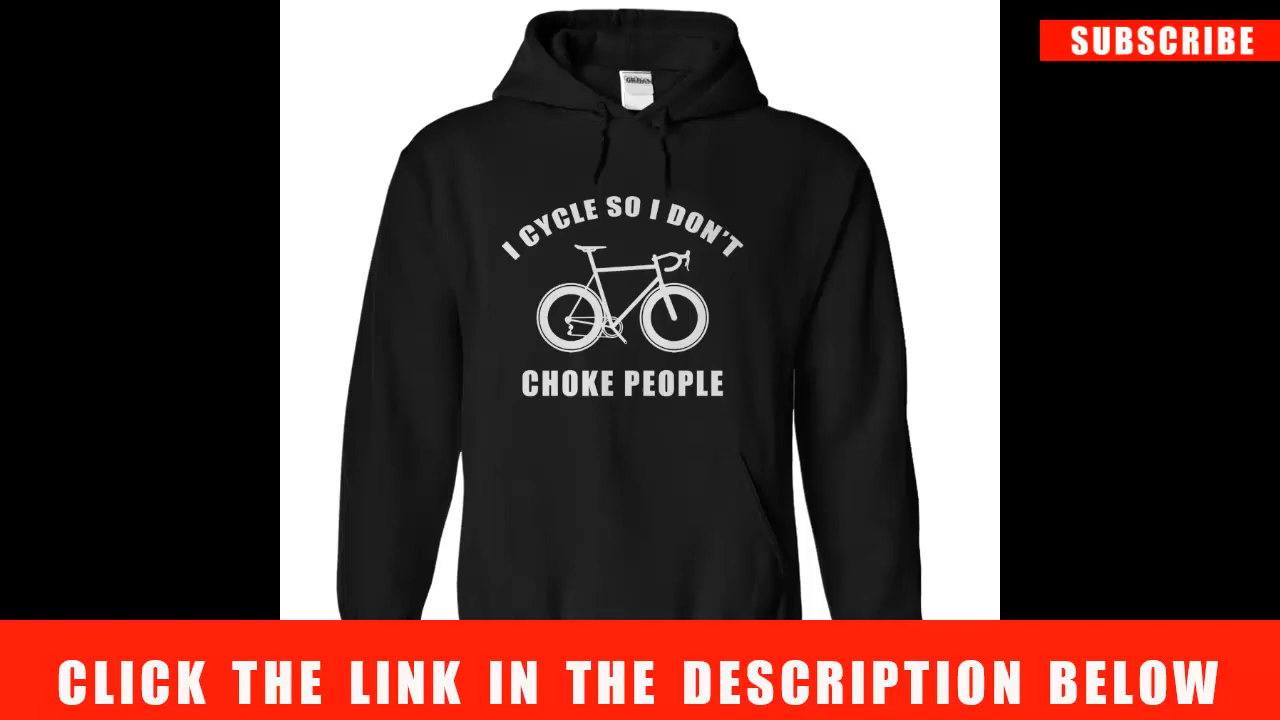 SUBSCRIBE
I CYCLE SO I DON'T
CHOKE PEOPLE
CLICK THE LINK IN THE DESCRIPTION BELOW